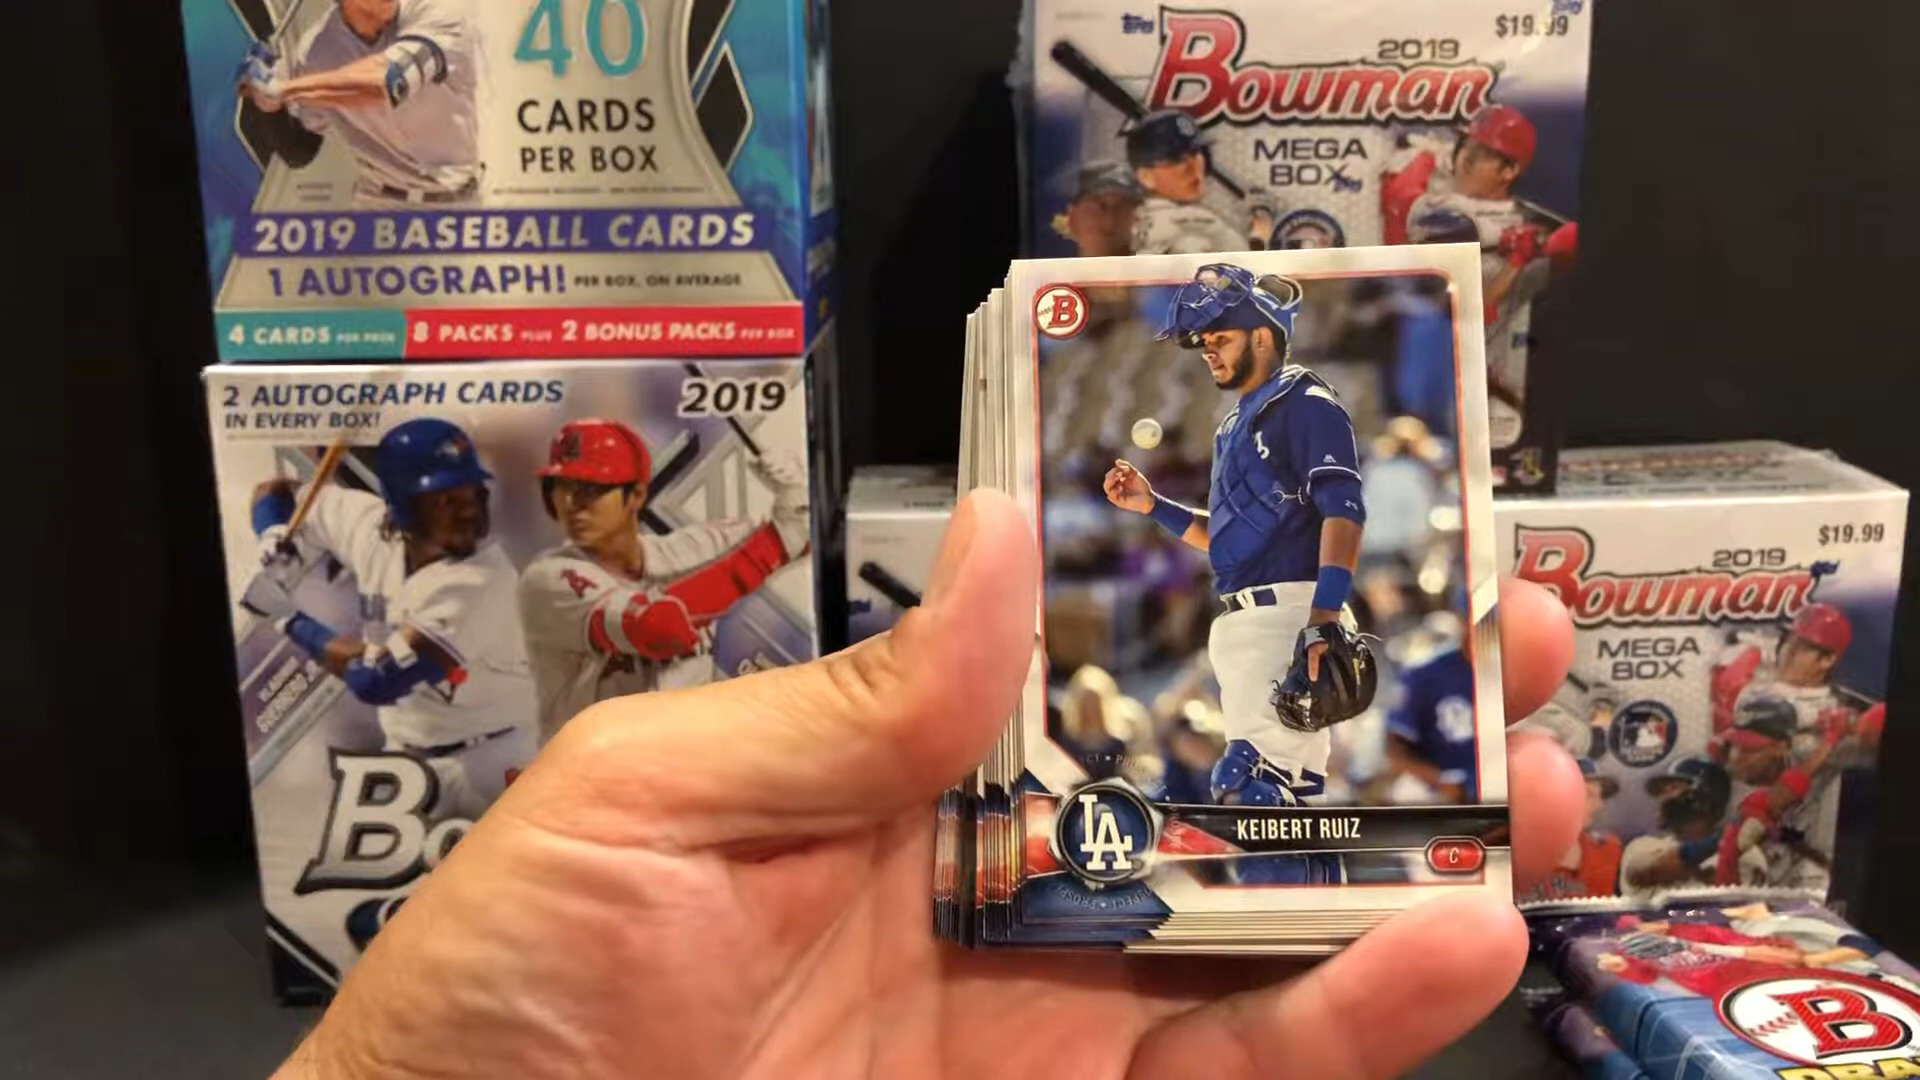 40
CARDS
PER BOX
2019 BASEBALL CARDS
1 AUTOGRAPH! PER BOX, ON AVERAGE
4 CARDS PER PACK 8 PACKS PLUS 2 BONUS PACKS PER BOX
2 AUTOGRAPH CARDS
IN EVERY BOX!
2019
Bo
Topps
$19.99
2019
Bowman
MEGA
BOX
B
LA
KEIBERT RUIZ
C
$19.99
2019
Bowman
MEGA
BOX
B
DRA